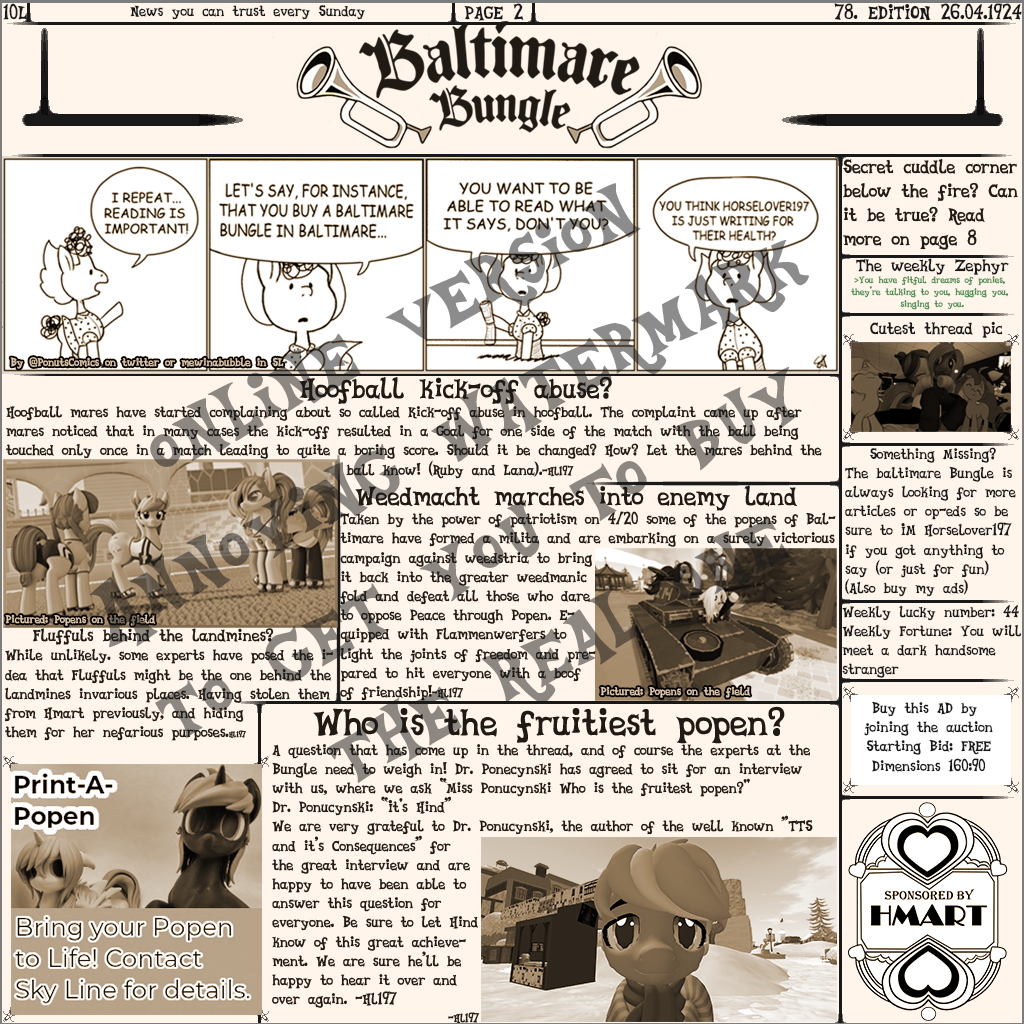 10L
News you can trust every Sunday
PAGE 2
78. EDITION 26.04.1924
Baltimare
Bungle
I REPEAT...
READING IS
IMPORTANT!
LET'S SAY, FOR INSTANCE,
THAT YOU BUY A BALTIMARE
BUNGLE IN BALTIMARE...
YOU WANT TO BE
ABLE TO READ WHAT
IT SAYS, DON'T YOU?
YOU THINK HORSELOVER197
IS JUST WRITING FOR
THEIR HEALTH?
By @PonutsComics on twitter or mewinabubble in SL
Secret cuddle corner
below the fire? Can
it be true? Read
more on page 8
The weekly Zephyr
>You have fitful dreams of ponies,
they're talking to you, hugging you,
singing to you.
Cutest thread pic
Something Missing?
The baltimare Bungle is
always looking for more
articles or op-eds so be
sure to IM Horselover197
if you got anything to
say (or just for fun)
(Also buy my ads)
Weekly Lucky number: 44
Weekly Fortune: You will
meet a dark handsome
stranger
Buy this AD by
joining the auction
Starting Bid: FREE
Dimensions 160:90
SPONSORED BY
HMART
Hoofball kick-off abuse?
Hoofball mares have started complaining about so called kick-off abuse in hoofball. The complaint came up after
mares noticed that in many cases the kick-off resulted in a Goal for one side of the match with the ball being
touched only once in a match leading to quite a boring score. Should it be changed? How? Let the mares behind the
ball know! (Ruby and Lana).-HL197
Pictured: Popens on the field
Weedmacht marches into enemy land
Taken by the power of patriotism on 4/20 some of the popens of Bal-
timare have formed a milita and are embarking on a surely victorious
campaign against weedstria to bring
it back into the greater weedmanic
fold and defeat all those who dare
to oppose Peace through Popen. E-
quipped with Flammenwerfers to
light the joints of freedom and pre-
pared to hit everyone with a boof
of friendship!-HL197
Pictured: Popens on the field
Fluffuls behind the Landmines?
While unlikely. some experts have posed the i-
dea that Fluffuls might be the one behind the
Landmines invarious places. Having stolen them
from Hmart previously, and hiding
them for her nefarious purposes.HL197
Print-A-
Popen
Bring your Popen
to Life! Contact
Sky Line for details.
Who is the fruitiest popen?
A question that has come up in the thread, and of course the experts at the
Bungle need to weigh in! Dr. Ponecynski has agreed to sit for an interview
with us, where we ask "Miss Ponucynski Who is the fruitest popen?"
Dr. Ponucynski: "it's Hind"
We are very grateful to Dr. Ponucynski, the author of the well known "TTS
and it's Consequences" for
the great interview and are
happy to have been able to
answer this question for
everyone. Be sure to let Hind
know of this great achieve-
ment. We are sure he'll be
happy to hear it over and
over again. -HL197
-HL197
ONLINE VERSION
ANNOYING WATERMARK
TO GET YOU TO BUY
THE REAL ONE